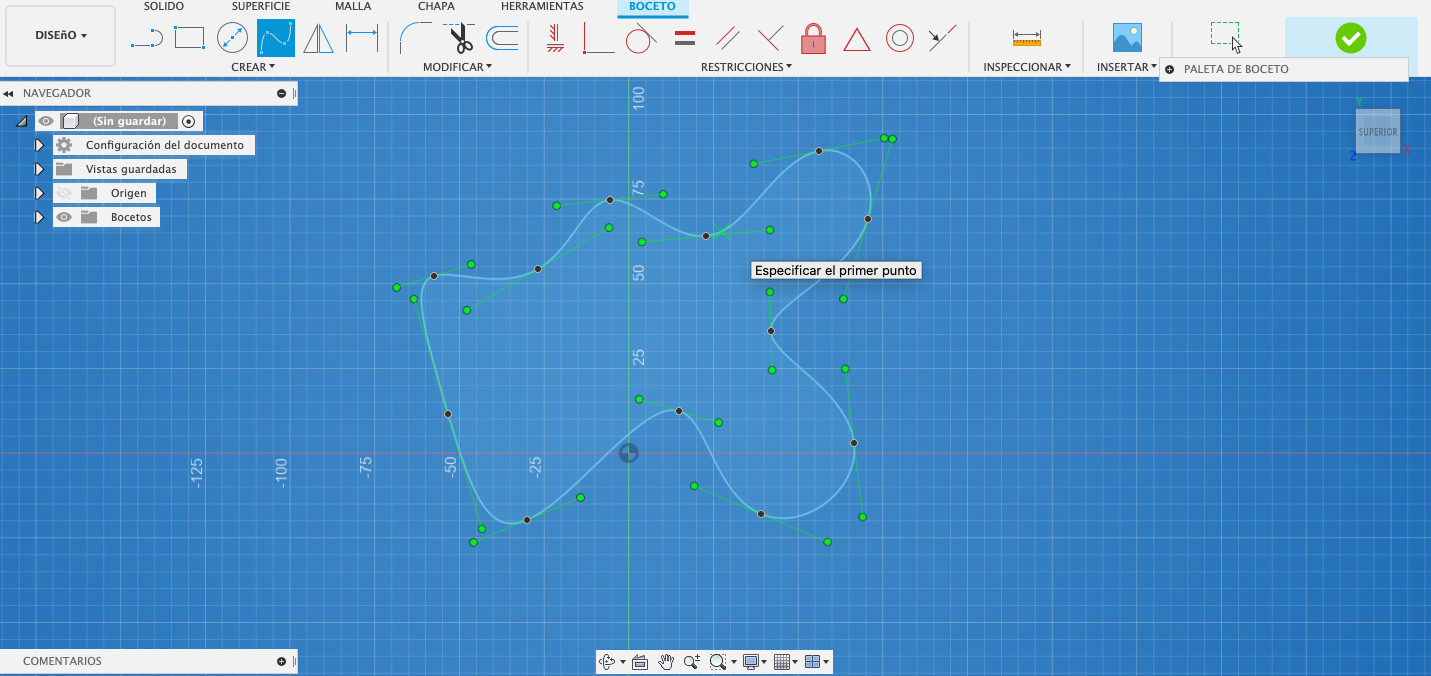 SÓLIDO
SUPERFICIE
MALLA
CHAPA
HERRAMIENTAS
BOCETO
DISEñO
CREAR
MODIFICAR
RESTRICCIONES
INSPECCIONAR
INSERTAR
PALETA DE BOCETO
NAVEGADOR
(Sin guardar)
Configuración del documento
Vistas guardadas
Origen
Bocetos
100
75
50
25
-125
-100
-75
-50
-25
Especificar el primer punto
SUPERIOR
Y
Z
X
COMENTARIOS